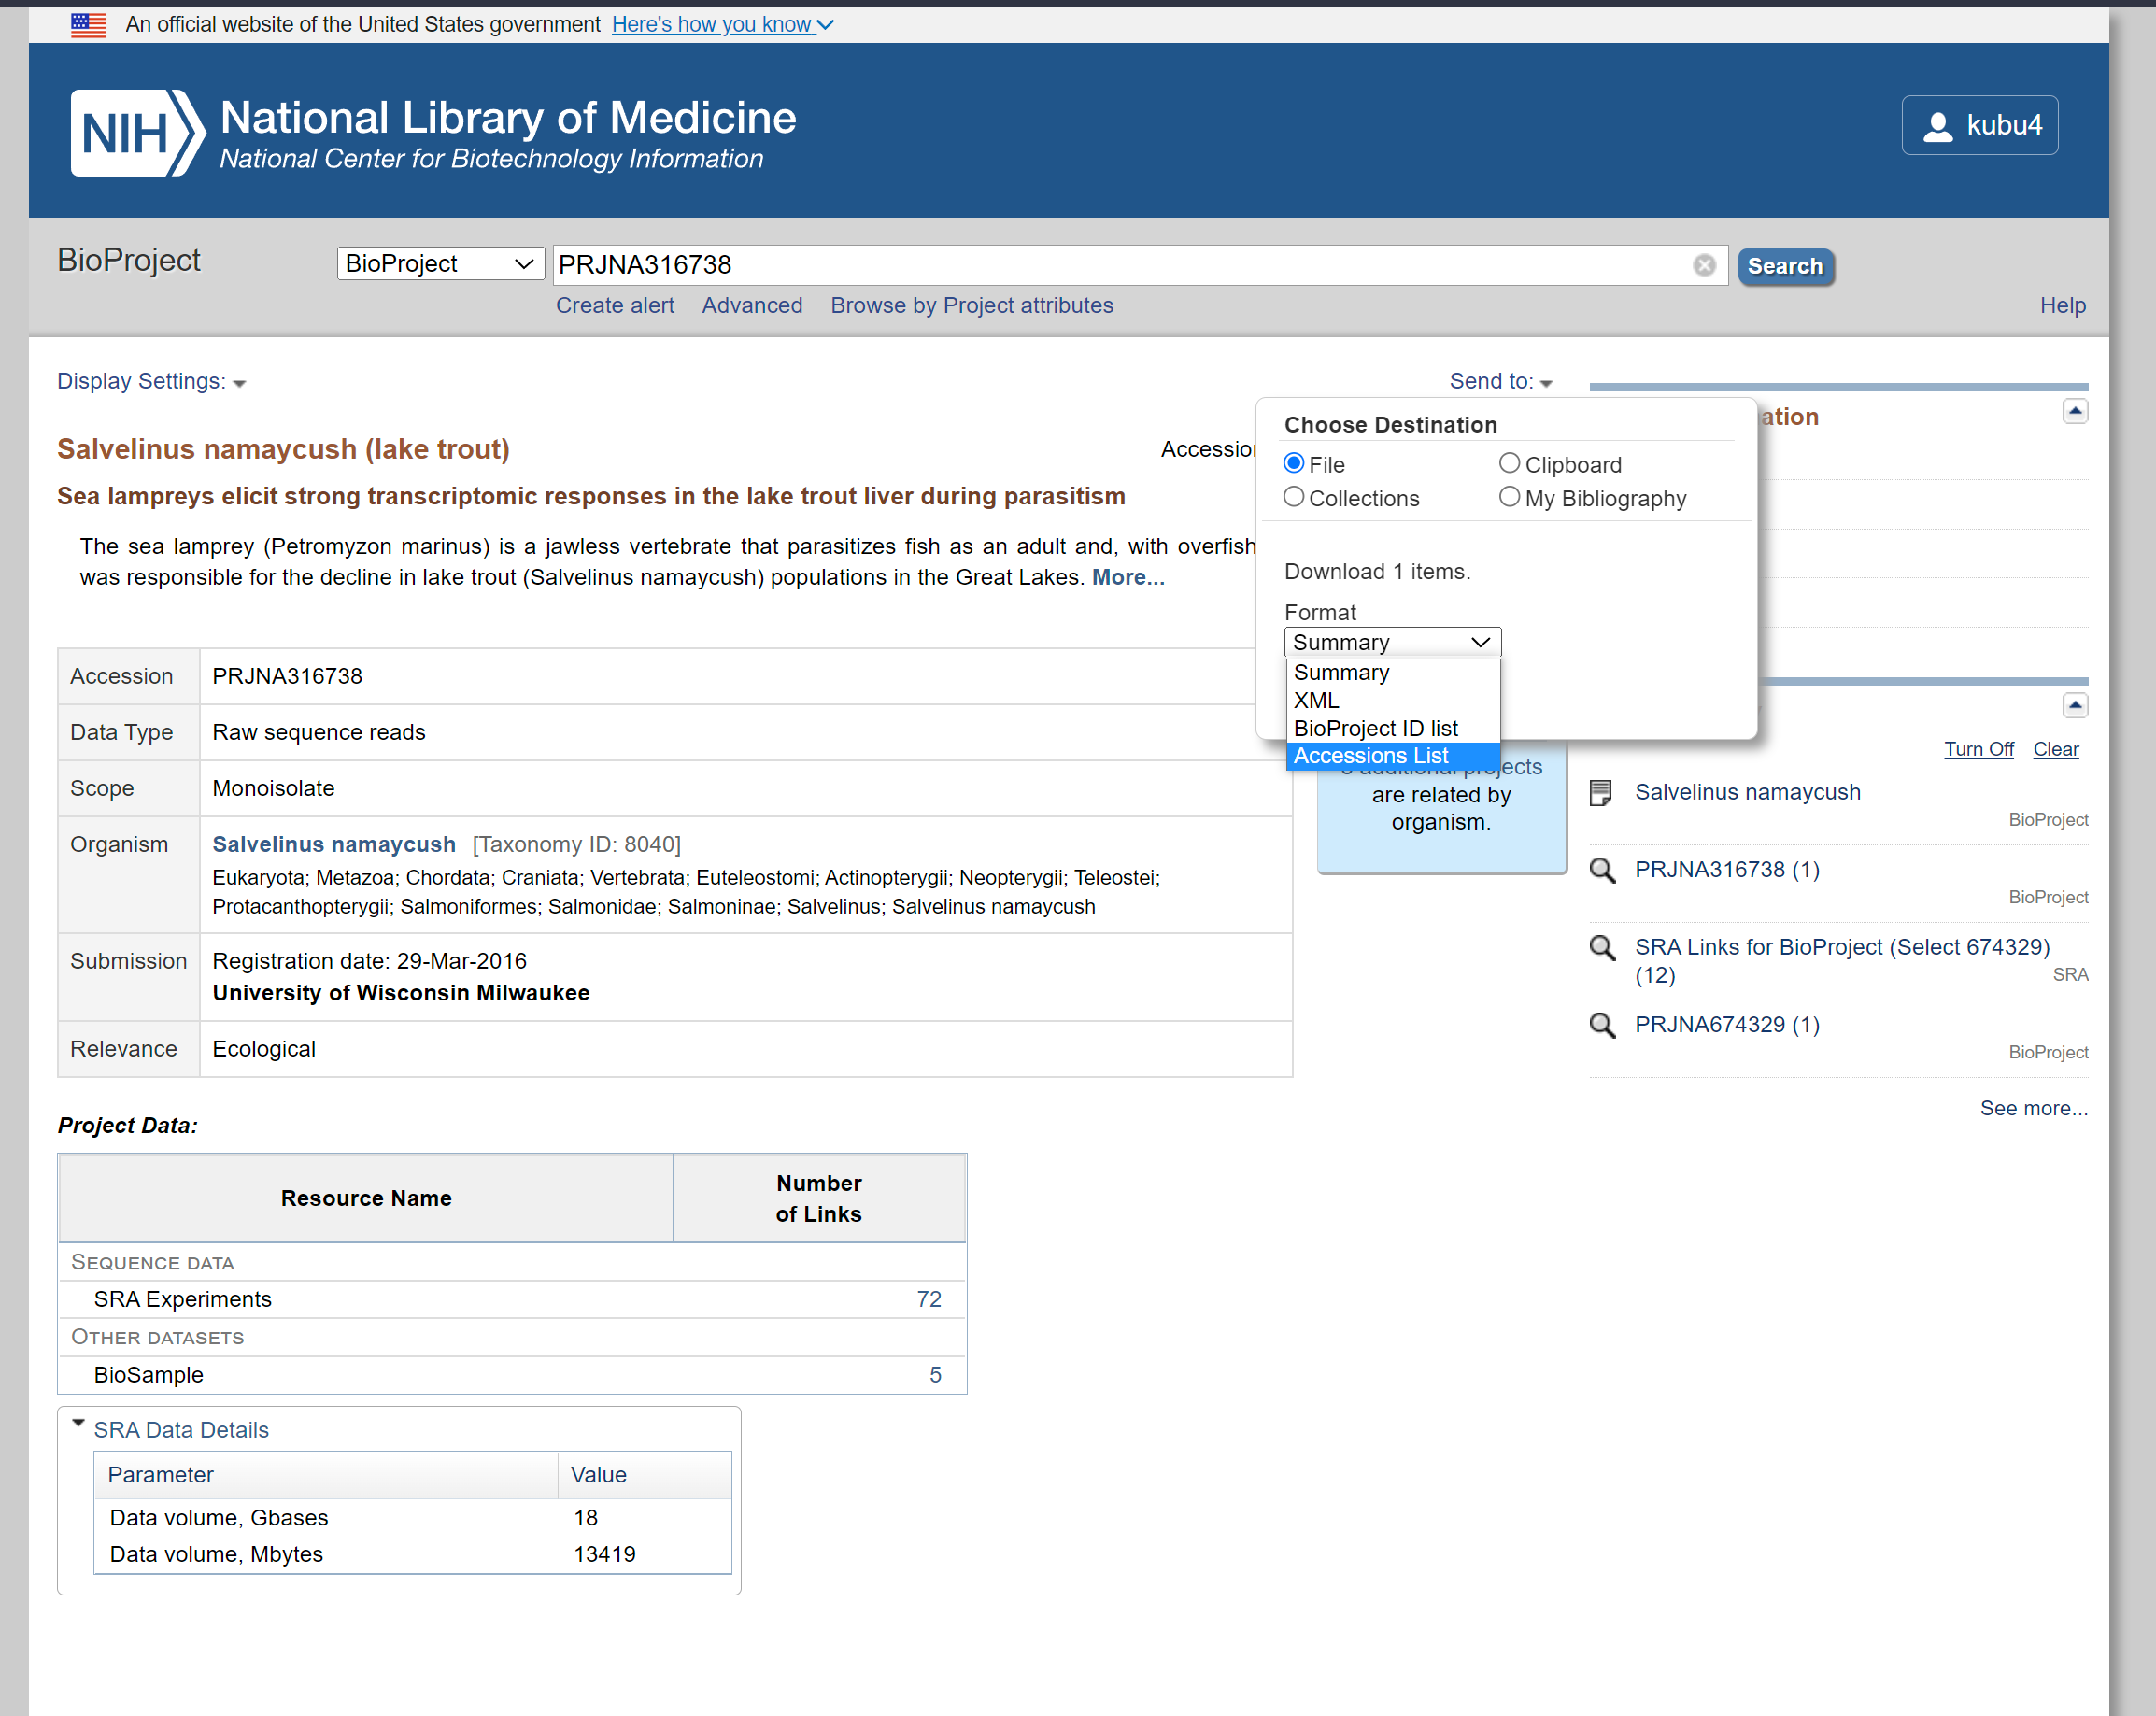 An official website of the United States government Here's how you know
NIH National Library of Medicine
National Center for Biotechnology Information
kubu4
BioProject
BioProject
PRJNA316738
Search
Create alert Advanced Browse by Project attributes
Help
Display Settings:
Send to:
Salvelinus namaycush (lake trout)
Sea lampreys elicit strong transcriptomic responses in the lake trout liver during parasitism
The sea lamprey (Petromyzon marinus) is a jawless vertebrate that parasitizes fish as an adult and, with
was responsible for the decline in lake trout (Salvelinus namaycush) populations in the Great Lakes. More...
Choose Destination
File
Clipboard
Collections
My Bibliography
Download 1 items.
Format
Summary
Summary
XML
BioProject ID list
Accessions List
Accession PRJNA316738
Data Type Raw sequence reads
Scope Monoisolate
Organism Salvelinus namaycush [Taxonomy ID: 8040]
Eukaryota; Metazoa; Chordata; Craniata; Vertebrata; Euteleostomi; Actinopterygii; Neopterygii; Teleostei;
Protacanthopterygii; Salmoniformes; Salmonidae; Salmoninae; Salvelinus; Salvelinus namaycush
Submission Registration date: 29-Mar-2016
University of Wisconsin Milwaukee
Relevance Ecological
additional projects
are related by
organism.
Turn Off Clear
Salvelinus namaycush
BioProject
PRJNA316738 (1)
BioProject
SRA Links for BioProject (Select 674329)
(12)
SRA
PRJNA674329 (1)
BioProject
See more...
Project Data:
Resource Name
Number
of Links
SEQUENCE DATA
SRA Experiments 72
OTHER DATASETS
BioSample 5
SRA Data Details
Parameter Value
Data volume, Gbases 18
Data volume, Mbytes 13419